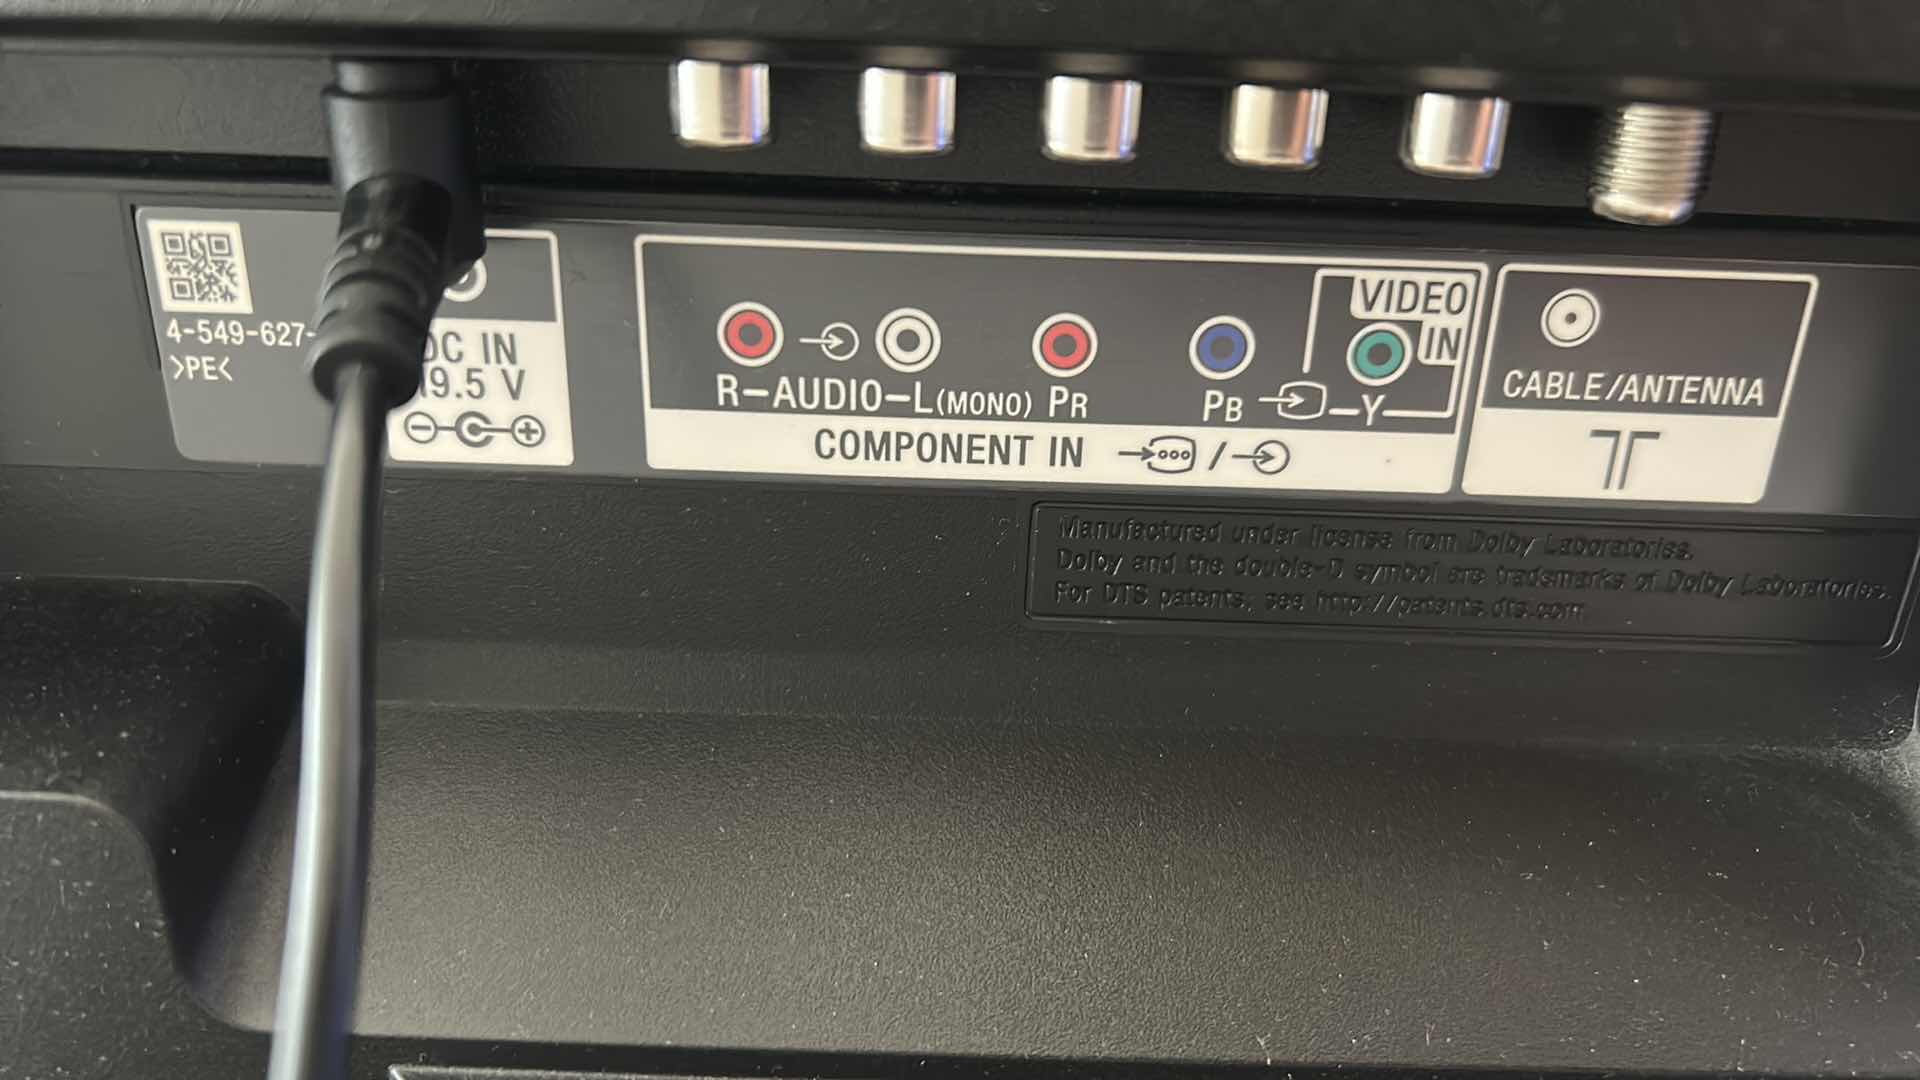 4-549-627-
>PE<
DC IN
19.5 V
R-AUDIO-L(MONO)
PR
PB
Y
VIDEO
IN
COMPONENT IN
/
CABLE/ANTENNA
Manufactured under license from Dolby Laboratories.
Dolby and the double-D symbol are trademarks of Dolby Laboratories.
For DTS patents, see http://patents.dts.com.